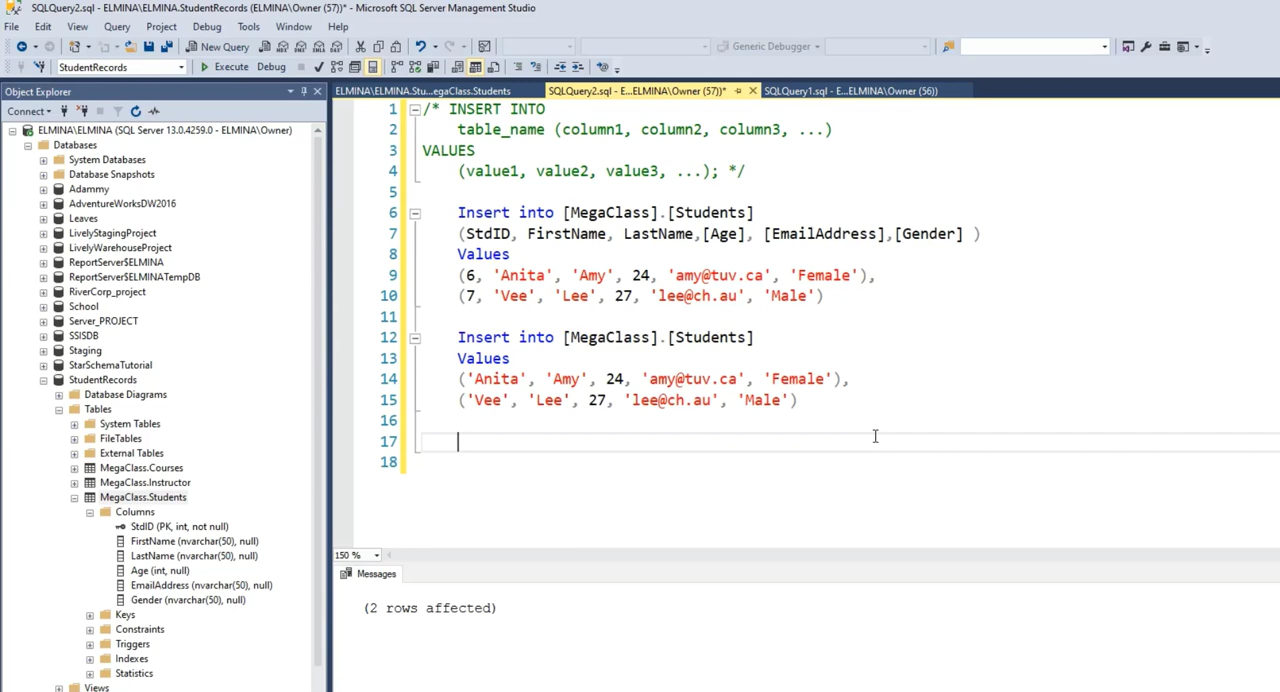 SQLQuery2.sql - ELMINA\ELMINA.StudentRecords (ELMINA\Owner (57))* - Microsoft SQL Server Management Studio
File Edit View Query Project Debug Tools Window Help
New Query Generic Debugger
StudentRecords Execute Debug
Object Explorer
ELMINA\ELMINA.Stu...egaClass.Students SQLQuery2.sql - E...ELMINA\Owner (57))* SQLQuery1.sql - E...ELMINA\Owner (56))
Connect
ELMINA\ELMINA (SQL Server 13.0.4259.0 - ELMINA\Owner)
Databases
System Databases
Database Snapshots
Adammy
AdventureWorksDW2016
Leaves
LivelyStagingProject
LivelyWarehouseProject
ReportServer$ELMINA
ReportServer$ELMINATempDB
RiverCorp_project
School
Server_PROJECT
SSISDB
Staging
StarSchemaTutorial
StudentRecords
Database Diagrams
Tables
System Tables
FileTables
External Tables
MegaClass.Courses
MegaClass.Instructor
MegaClass.Students
Columns
StdID (PK, int, not null)
FirstName (nvarchar(50), null)
LastName (nvarchar(50), null)
Age (int, null)
EmailAddress (nvarchar(50), null)
Gender (nvarchar(50), null)
Keys
Constraints
Triggers
Indexes
Statistics
Views
1 /* INSERT INTO
2 table_name (column1, column2, column3, ...)
3 VALUES
4 (value1, value2, value3, ...); */
5
6 Insert into [MegaClass].[Students]
7 (StdID, FirstName, LastName,[Age], [EmailAddress],[Gender] )
8 Values
9 (6, 'Anita', 'Amy', 24, 'amy@tuv.ca', 'Female'),
10 (7, 'Vee', 'Lee', 27, 'lee@ch.au', 'Male')
11
12 Insert into [MegaClass].[Students]
13 Values
14 ('Anita', 'Amy', 24, 'amy@tuv.ca', 'Female'),
15 ('Vee', 'Lee', 27, 'lee@ch.au', 'Male')
16
17
18
150 %
Messages
(2 rows affected)